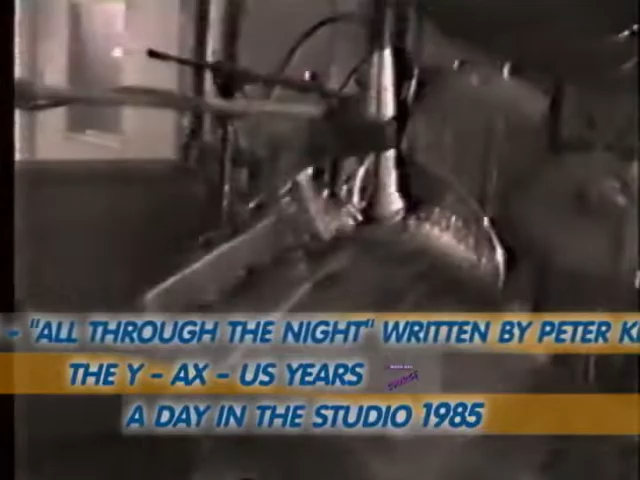 - "ALL THROUGH THE NIGHT" WRITTEN BY PETER
THE Y - AX - US YEARS
A DAY IN THE STUDIO 1985